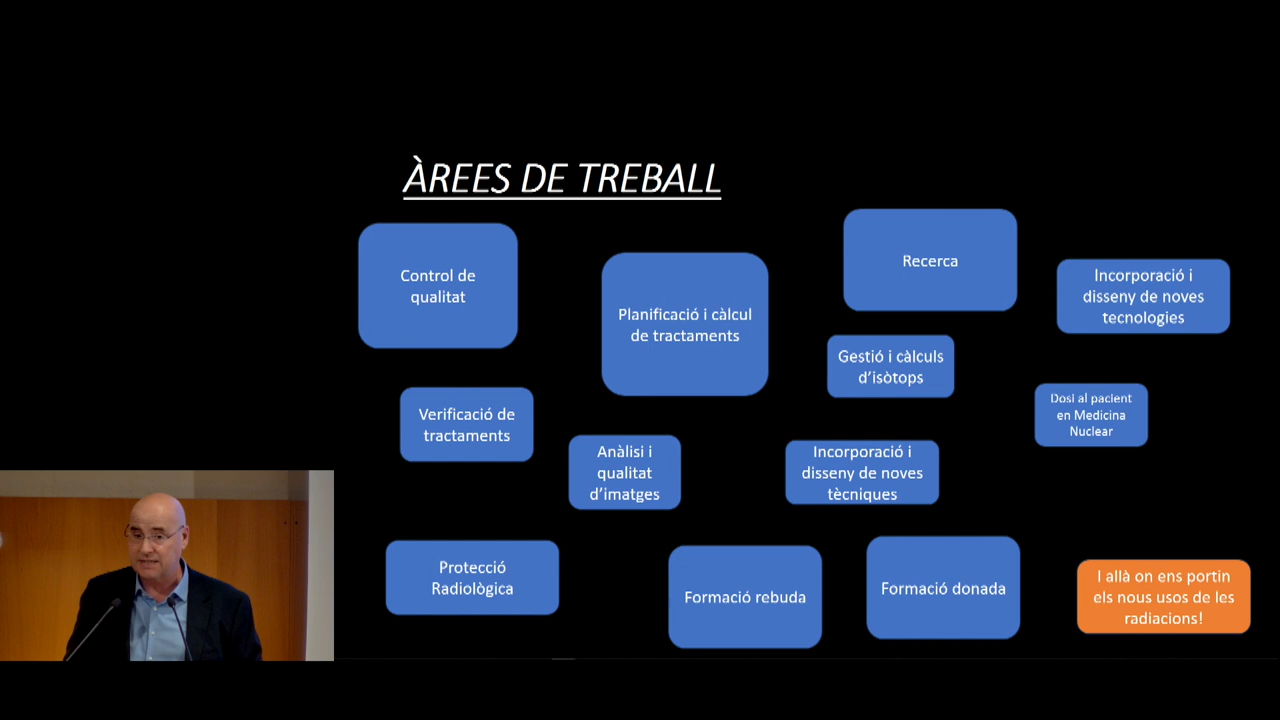 ÀREES DE TREBALL
Control de
qualitat
Planificació i càlcul
de tractaments
Recerca
Incorporació i
disseny de noves
tecnologies
Gestió i càlculs
d'isòtops
Verificació de
tractaments
Dosi al pacient
en Medicina
Nuclear
Anàlisi i
qualitat
d'imatges
Incorporació i
disseny de noves
tècniques
Protecció
Radiològica
Formació rebuda
Formació donada
I allà on ens portin
els nous usos de les
radiacions!